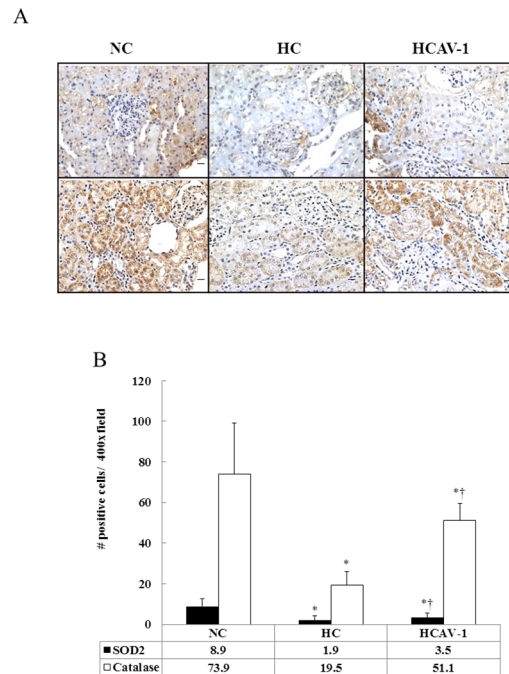 A
NC HC HCAV-1
B
# positive cells/ 400x field
120
100
80
60
40
20
0
* * *† *†
NC HC HCAV-1
SOD2 8.9 1.9 3.5
Catalase 73.9 19.5 51.1